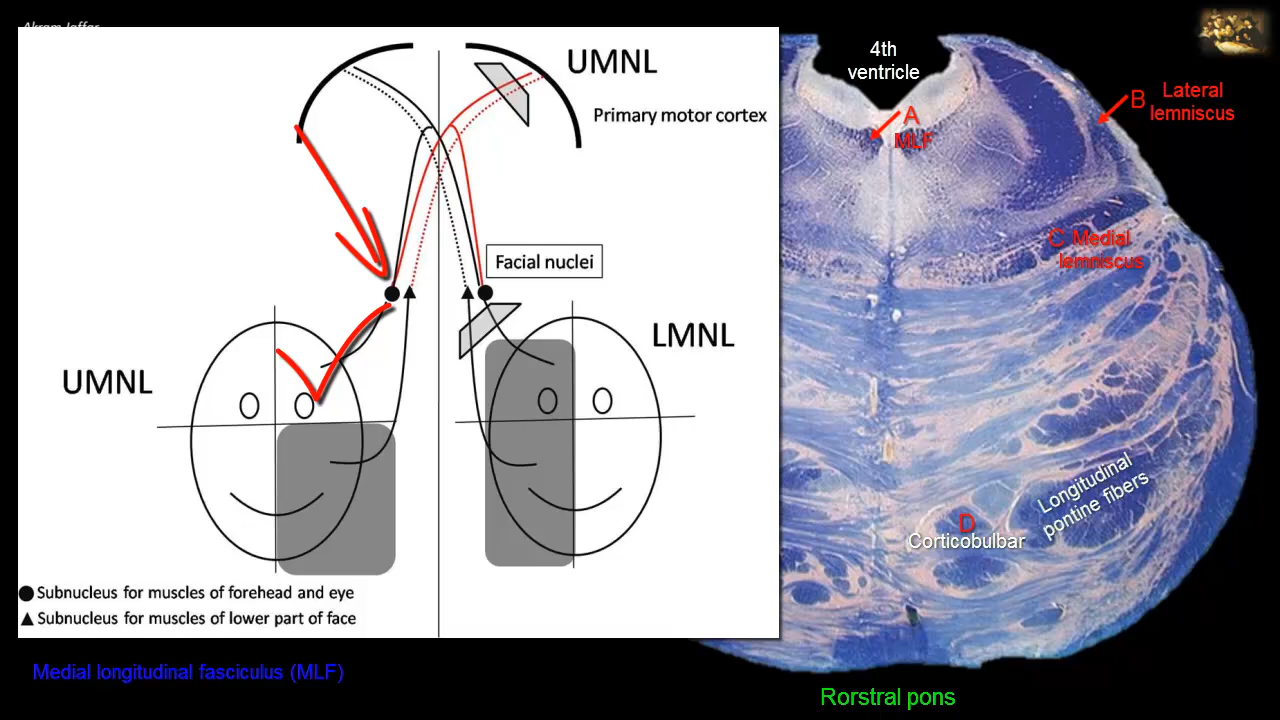 Akram Jaffar
UMNL
Primary motor cortex
Facial nuclei
UMNL
LMNL
Subnucleus for muscles of forehead and eye
Subnucleus for muscles of lower part of face
Medial longitudinal fasciculus (MLF)
4th
ventricle
A
MLF
B Lateral
lemniscus
C Medial
lemniscus
Longitudinal
pontine fibers
D
Corticobulbar
Rorstral pons